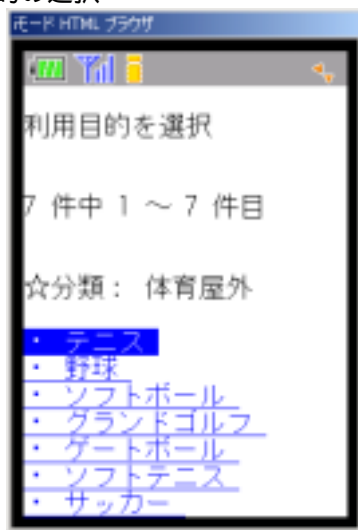 の選択
iモード HTML ブラウザ
利用目的を選択
7 件中 1 ～ 7 件目
☆分類： 体育屋外
・ テニス
・ 野球
・ ソフトボール
・ グランドゴルフ
・ ゲートボール
・ ソフトテニス
・ サッカー